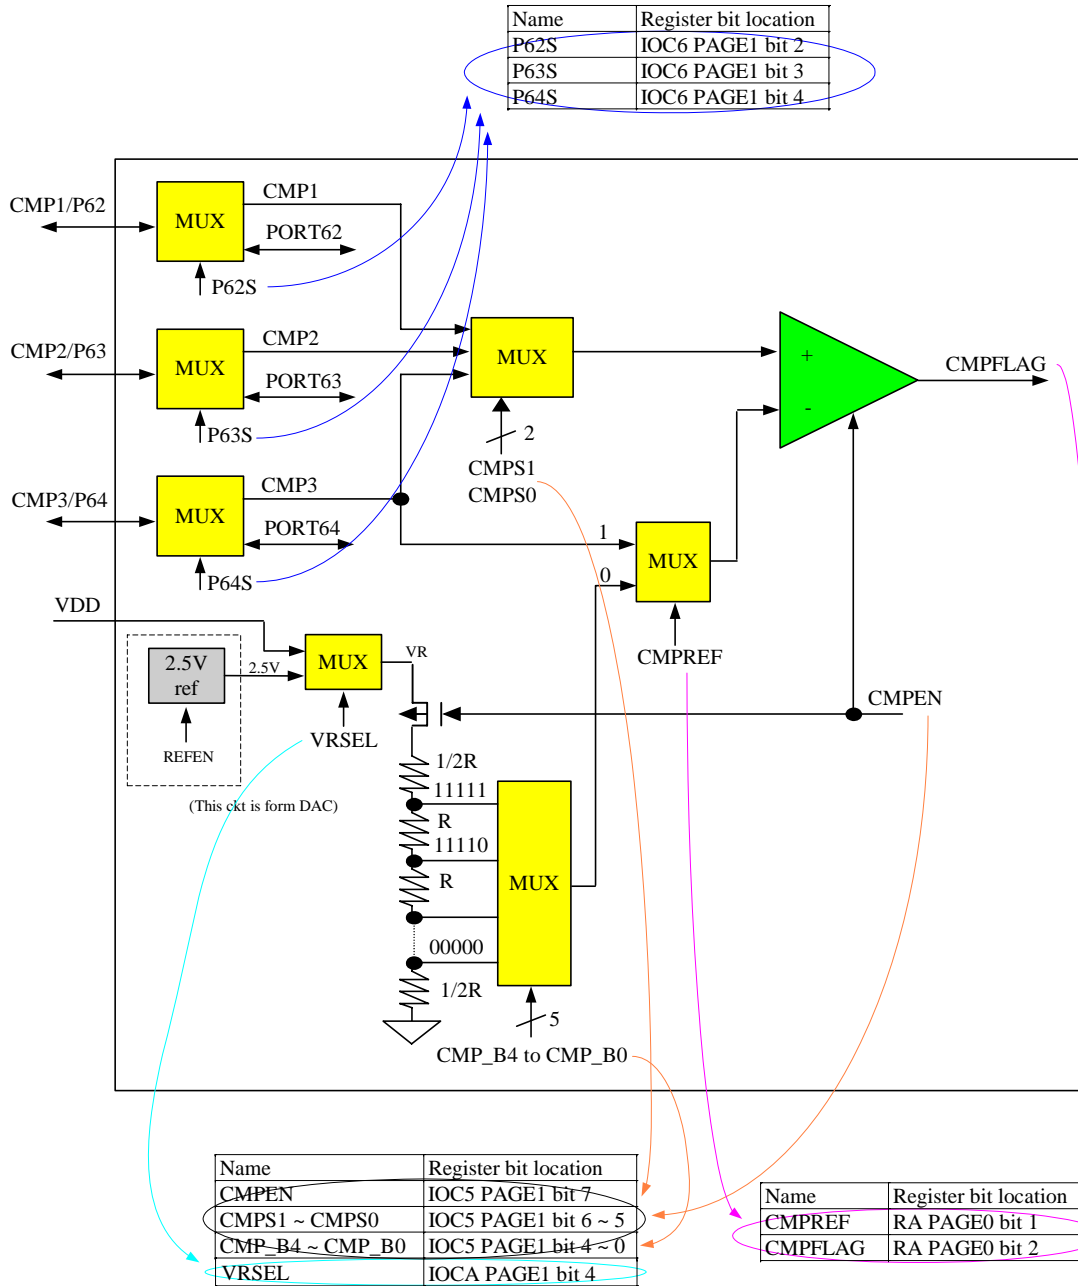 Name Register bit location
P62S IOC6 PAGE1 bit 2
P63S IOC6 PAGE1 bit 3
P64S IOC6 PAGE1 bit 4
CMP1/P62
MUX
CMP1
PORT62
P62S
CMP2/P63
MUX
CMP2
PORT63
P63S
CMP3/P64
MUX
CMP3
PORT64
P64S
MUX
2
CMPS1
CMPS0
+
-
CMPFLAG
1
0
MUX
CMPREF
CMPEN
VDD
2.5V
ref
2.5V
REFEN
MUX
VR
VRSEL
(This ckt is form DAC)
1/2R
11111
R
11110
R
00000
1/2R
MUX
5
CMP_B4 to CMP_B0
Name Register bit location
CMPEN IOC5 PAGE1 bit 7
CMPS1 ~ CMPS0 IOC5 PAGE1 bit 6 ~ 5
CMP_B4 ~ CMP_B0 IOC5 PAGE1 bit 4 ~ 0
VRSEL IOCA PAGE1 bit 4
Name Register bit location
CMPREF RA PAGE0 bit 1
CMPFLAG RA PAGE0 bit 2